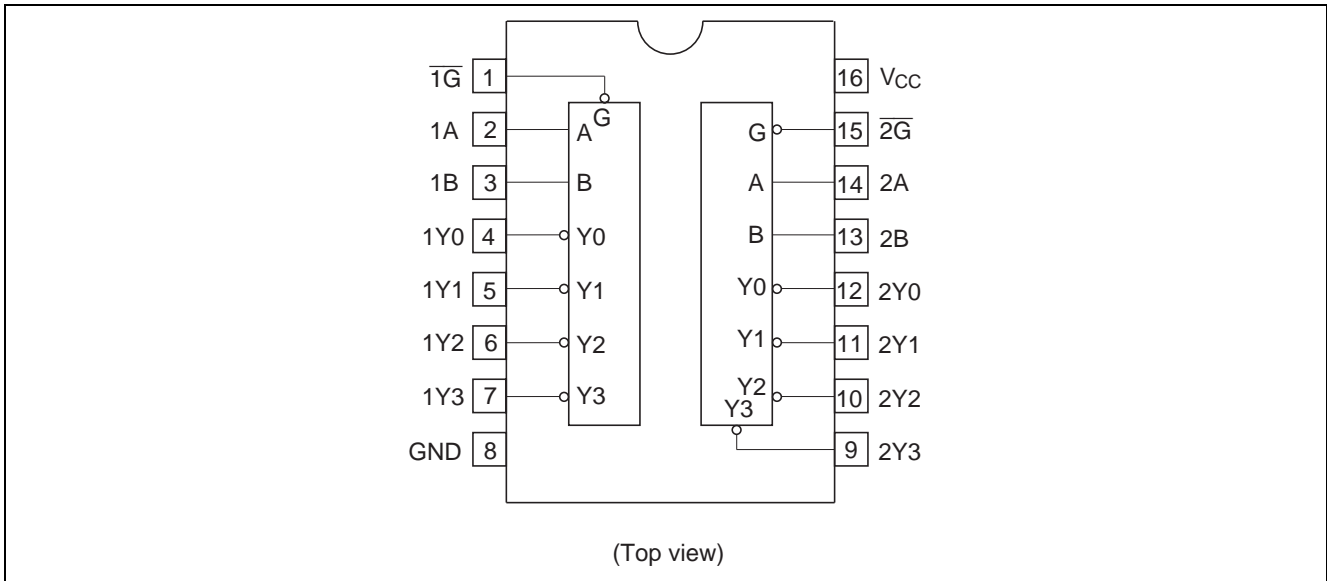 1G̅ 1 G 16 VCC
1A 2 A G 15 2G̅
1B 3 B A 14 2A
1Y0 4 Y0 B 13 2B
1Y1 5 Y1 Y0 12 2Y0
1Y2 6 Y2 Y1 11 2Y1
1Y3 7 Y3 Y2 10 2Y2
GND 8 Y3 9 2Y3
(Top view)